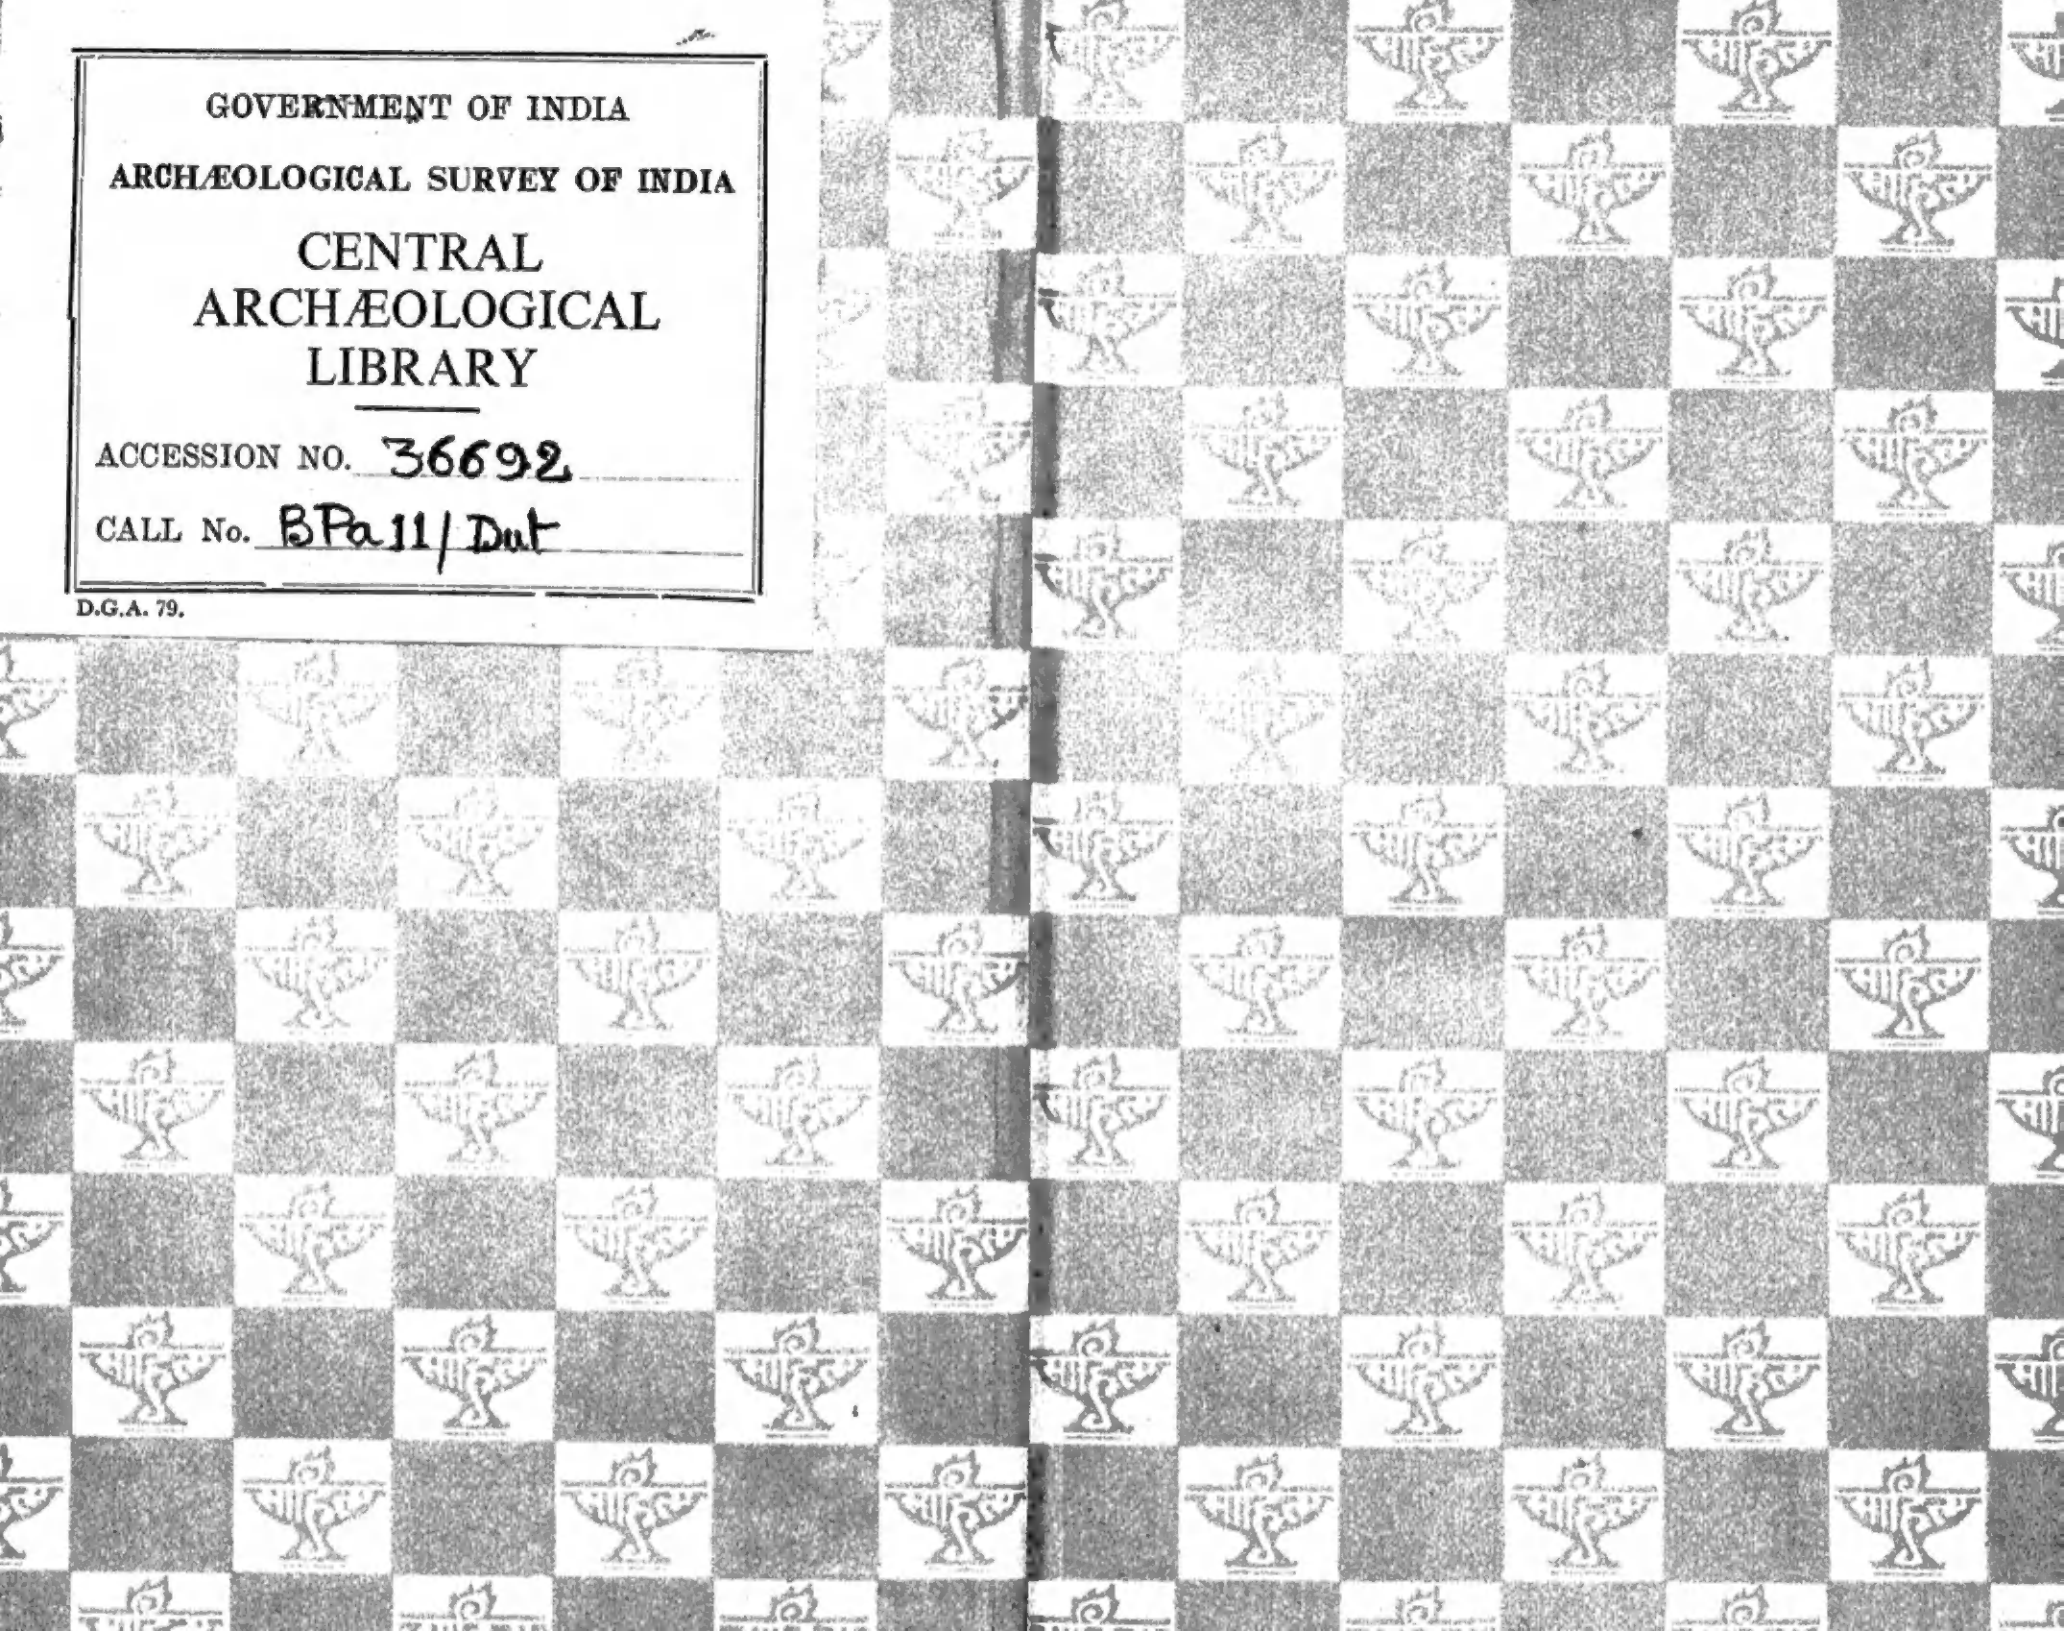 GOVERNMENT OF INDIA
ARCHÆOLOGICAL SURVEY OF INDIA
CENTRAL
ARCHÆOLOGICAL
LIBRARY
ACCESSION NO. 36692
CALL No. BPa11/Dut
D.G.A. 79.
साहित्य